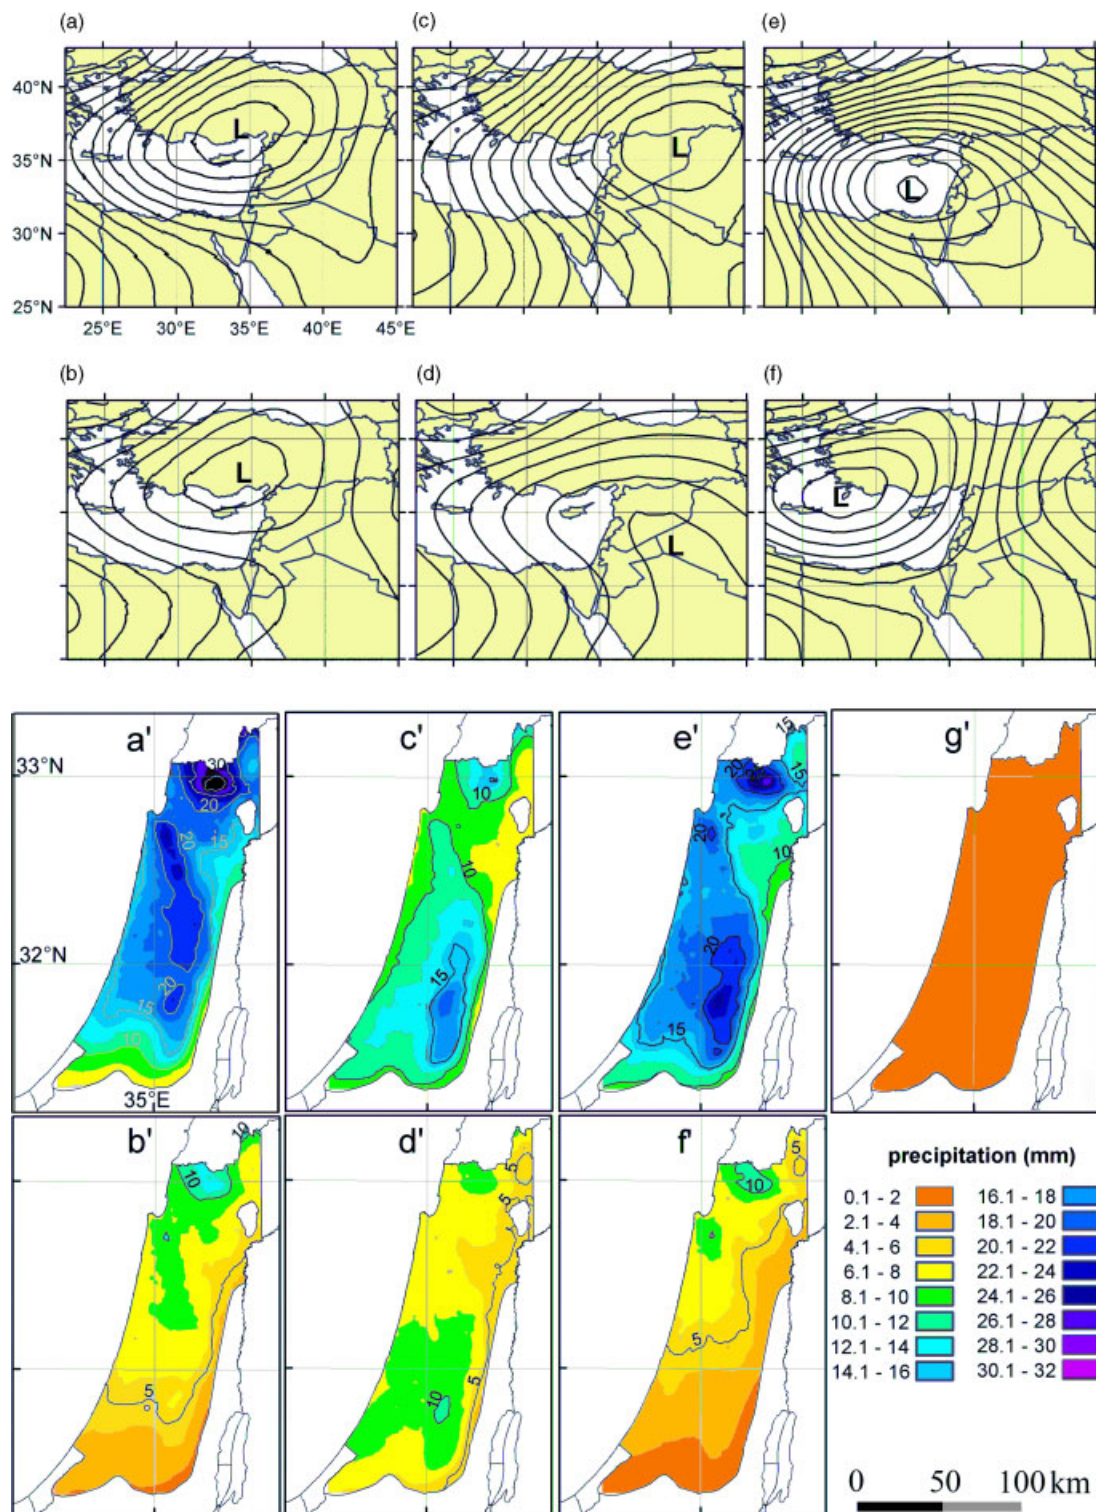 (a) (c) (e)
40°N
L L
35°N
L
30°N
25°N
25°E 30°E 35°E 40°E 45°E
(b) (d) (f)
L L L
a' c' e' g'
33°N
30 20 20 15 15
20 10
20 15 20 10
10
32°N
20
15
20 15 15
10
35°E
b' d' f'
10 10 5 5 10 5
5
5 10 5 5
precipitation (mm)
0.1 - 2 16.1 - 18
2.1 - 4 18.1 - 20
4.1 - 6 20.1 - 22
6.1 - 8 22.1 - 24
8.1 - 10 24.1 - 26
10.1 - 12 26.1 - 28
12.1 - 14 28.1 - 30
14.1 - 16 30.1 - 32
0 50 100 km